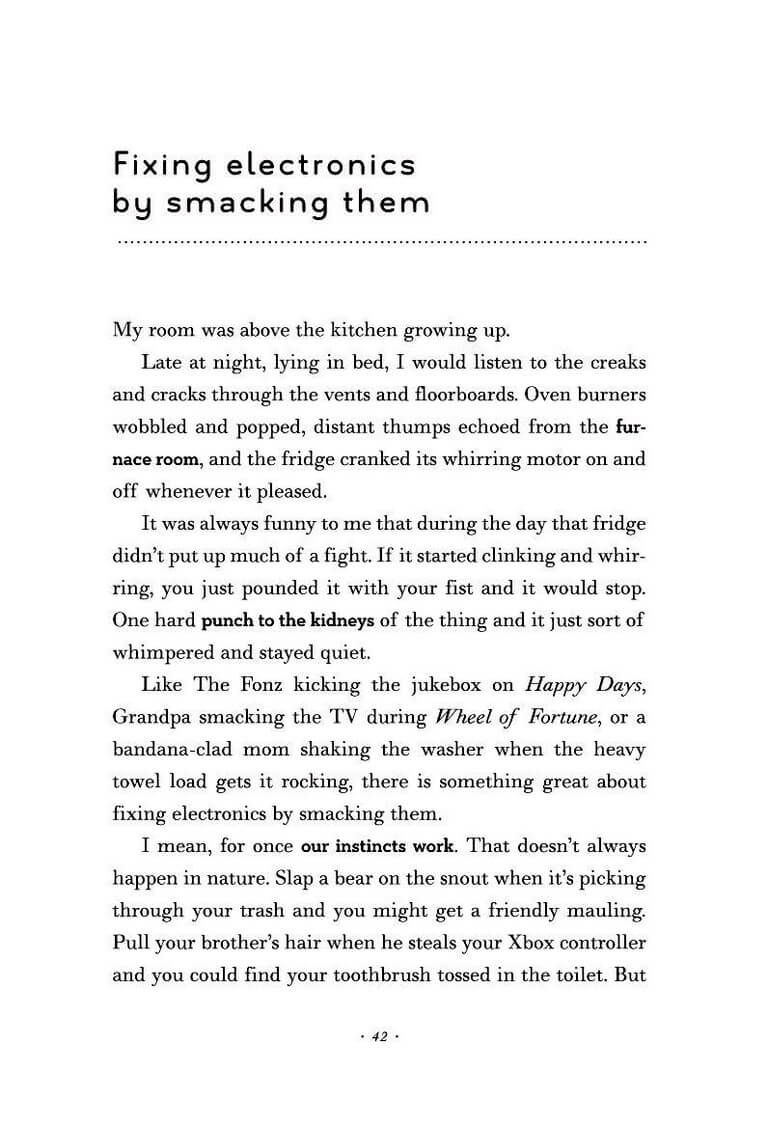 Fixing electronics
by smacking them
My room was above the kitchen growing up.
Late at night, lying in bed, I would listen to the creaks
and cracks through the vents and floorboards. Oven burners
wobbled and popped, distant thumps echoed from the fur-
nace room, and the fridge cranked its whirring motor on and
off whenever it pleased.
It was always funny to me that during the day that fridge
didn’t put up much of a fight. If it started clinking and whir-
ring, you just pounded it with your fist and it would stop.
One hard punch to the kidneys of the thing and it just sort of
whimpered and stayed quiet.
Like The Fonz kicking the jukebox on Happy Days,
Grandpa smacking the TV during Wheel of Fortune, or a
bandana-clad mom shaking the washer when the heavy
towel load gets it rocking, there is something great about
fixing electronics by smacking them.
I mean, for once our instincts work. That doesn’t always
happen in nature. Slap a bear on the snout when it’s picking
through your trash and you might get a friendly mauling.
Pull your brother’s hair when he steals your Xbox controller
and you could find your toothbrush tossed in the toilet. But
· 42 ·